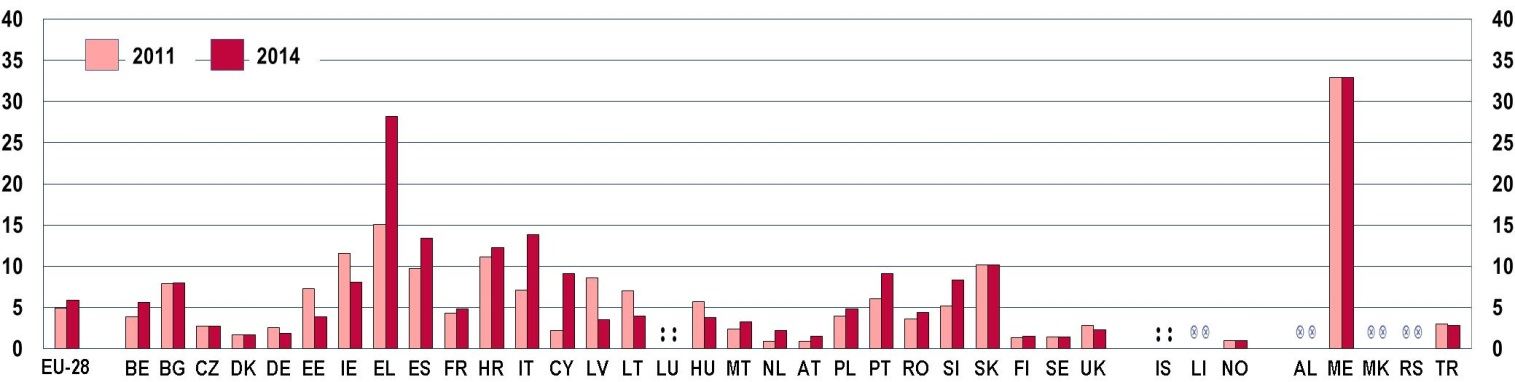 40 40
35 2011 2014 35
30 30
25 25
20 20
15 15
10 10
5 5
0 : : : : 0
EU-28 BE BG CZ DK DE EE IE EL ES FR HR IT CY LV LT LU HU MT NL AT PL PT RO SI SK FI SE UK IS LI NO AL ME MK RS TR